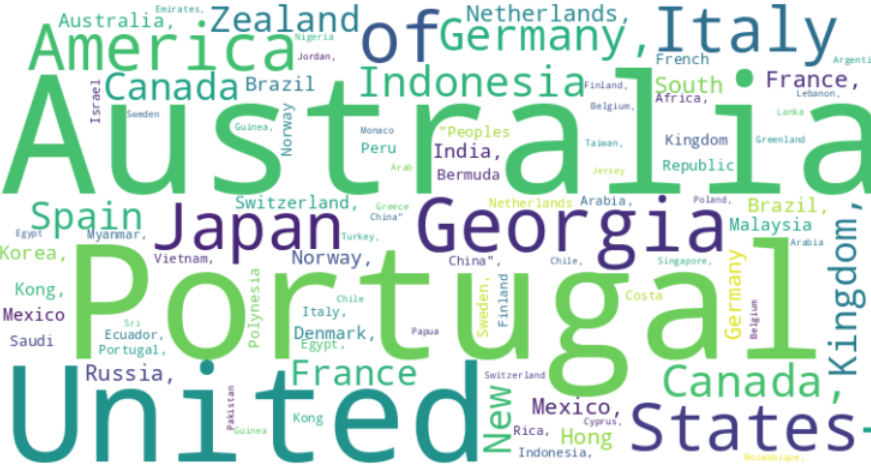 Emirates,
Australia,
Zealand
Netherlands,
Italy
America
Nigeria
of
Germany,
Jordan,
French
Argenti
Canada
Brazil
Indonesia
Finland,
South
France,
Israel
Lebanon,
Australia
Belgium,
Africa,
Sweden
Norway
Guinea,
Monaco
"Peoples
Taiwan,
Kingdom
Lanka
Greenland
Peru
India,
Republic
Arab
Bermuda
Jersey
Spain
Switzerland,
Greece
China"
Netherlands
Arabia,
Poland,
Brazil,
Japan
Georgia
Malaysia
Egypt
Myanmar,
Turkey,
Arabia
Korea,
Vietnam,
Norway,
China",
Chile,
Singapore,
Kingdom,
Portugal
Kong,
Polynesia
Chile
Sweden,
Finland
Costa
Germany
Belgium
Mexico
Sri
Italy,
Saudi
Ecuador,
Denmark,
Papua
Portugal,
Egypt,
United
Russia,
France
Switzerland
Canada,
Pakistan
New
Mexico,
States
Kong
Cyprus,
Guinea
Rica,
Hong
Indonesia,
Mozambique,